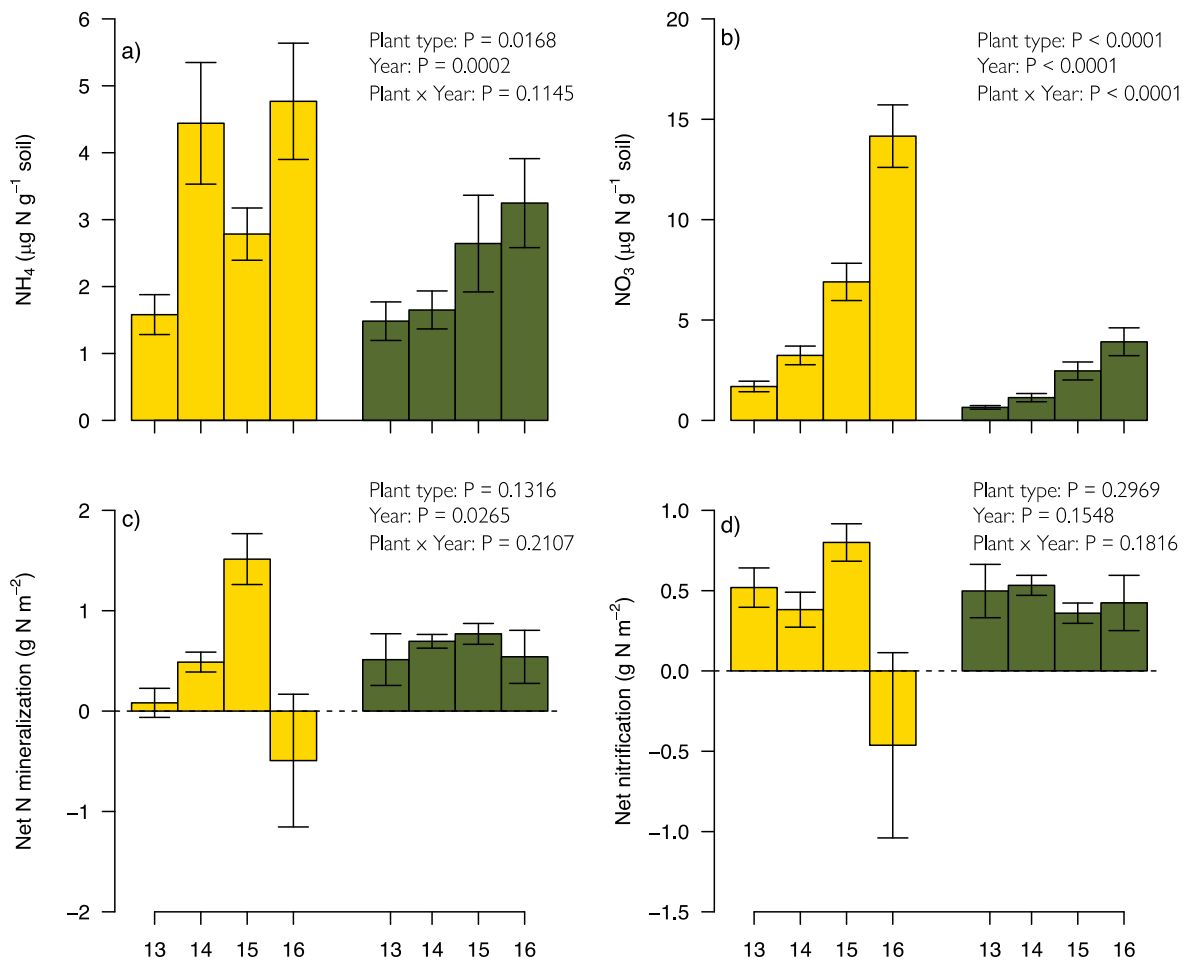 a)
Plant type: P = 0.0168
Year: P = 0.0002
Plant x Year: P = 0.1145
NH₄ (μg N g⁻¹ soil)
6
5
4
3
2
1
0
b)
Plant type: P < 0.0001
Year: P < 0.0001
Plant x Year: P < 0.0001
NO₃ (μg N g⁻¹ soil)
20
15
10
5
0
c)
Plant type: P = 0.1316
Year: P = 0.0265
Plant x Year: P = 0.2107
Net N mineralization (g N m⁻²)
2
1
0
−1
−2
13 14 15 16 13 14 15 16
d)
Plant type: P = 0.2969
Year: P = 0.1548
Plant x Year: P = 0.1816
Net nitrification (g N m⁻²)
1.0
0.5
0.0
−0.5
−1.0
−1.5
13 14 15 16 13 14 15 16